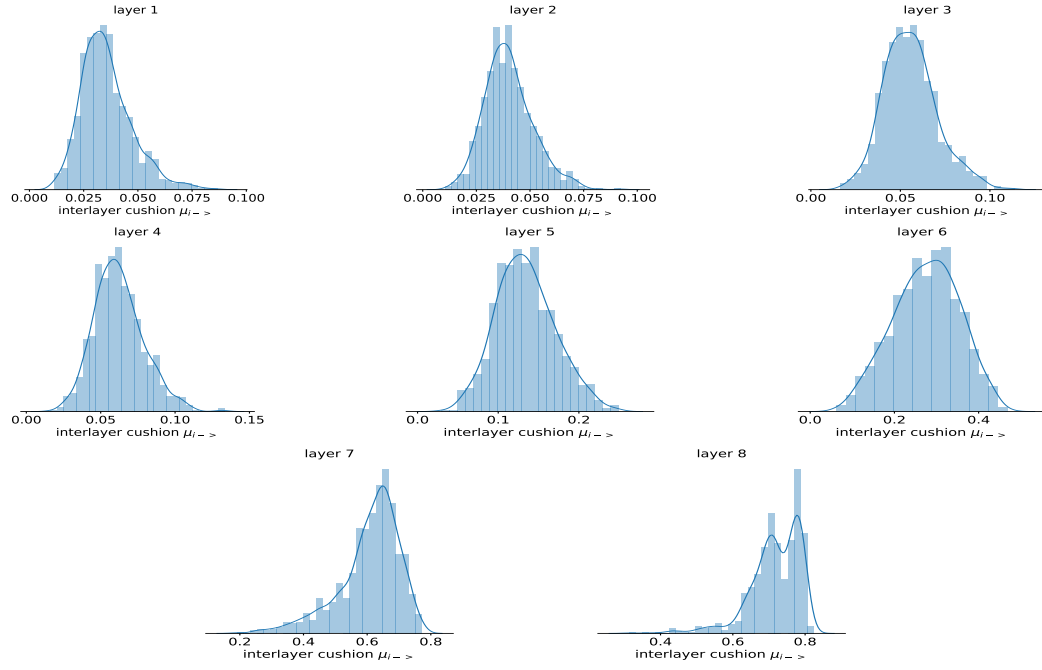 layer 1 layer 2 layer 3
0.000 0.025 0.050 0.075 0.100 0.000 0.025 0.050 0.075 0.100 0.00 0.05 0.10
interlayer cushion μᵢ₋> interlayer cushion μᵢ₋> interlayer cushion μᵢ₋>
layer 4 layer 5 layer 6
0.00 0.05 0.10 0.15 0.0 0.1 0.2 0.0 0.2 0.4
interlayer cushion μᵢ₋> interlayer cushion μᵢ₋> interlayer cushion μᵢ₋>
layer 7 layer 8
0.2 0.4 0.6 0.8 0.4 0.6 0.8
interlayer cushion μᵢ₋> interlayer cushion μᵢ₋>